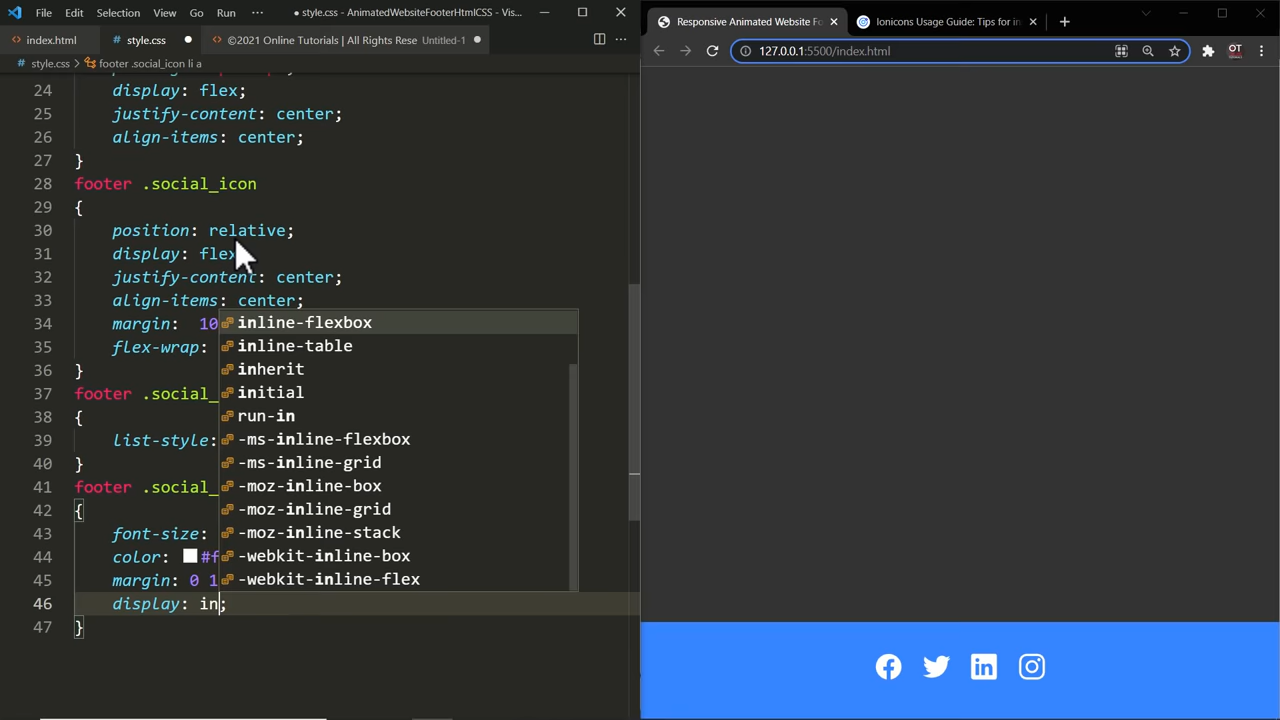 File Edit Selection View Go Run ··· ● style.css - AnimatedWebsiteFooterHtmlCSS - Vis...
index.html style.css ● ©2021 Online Tutorials | All Rights Rese Untitled-1 ●
style.css > footer .social_icon li a
24 display: flex;
25 justify-content: center;
26 align-items: center;
27 }
28 footer .social_icon
29 {
30 position: relative;
31 display: flex
32 justify-content: center;
33 align-items: center;
34 margin: 10
35 flex-wrap:
36 }
37 footer .social_
38 {
39 list-style:
40 }
41 footer .social_
42 {
43 font-size:
44 color: #f
45 margin: 0 1
46 display: in;
47 }
inline-flexbox
inline-table
inherit
initial
run-in
-ms-inline-flexbox
-ms-inline-grid
-moz-inline-box
-moz-inline-grid
-moz-inline-stack
-webkit-inline-box
-webkit-inline-flex
Responsive Animated Website Fo
Ionicons Usage Guide: Tips for in
127.0.0.1:5500/index.html
OT
in